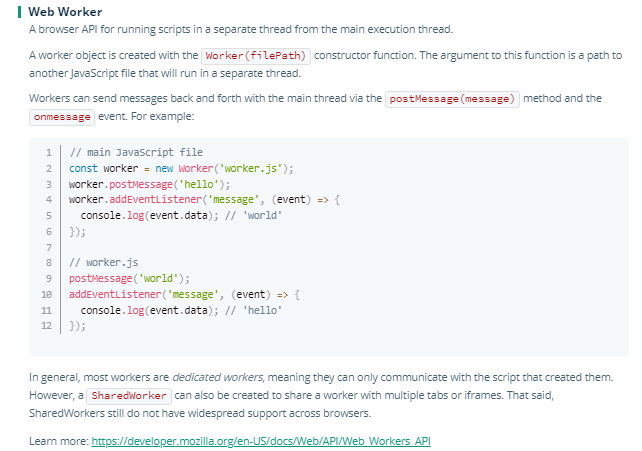 Web Worker
A browser API for running scripts in a separate thread from the main execution thread.
A worker object is created with the Worker(filePath) constructor function. The argument to this function is a path to
another JavaScript file that will run in a separate thread.
Workers can send messages back and forth with the main thread via the postMessage(message) method and the
onmessage event. For example:
1 // main JavaScript file
2 const worker = new Worker('worker.js');
3 worker.postMessage('hello');
4 worker.addEventListener('message', (event) => {
5 console.log(event.data); // 'world'
6 });
7
8 // worker.js
9 postMessage('world');
10 addEventListener('message', (event) => {
11 console.log(event.data); // 'hello'
12 });
In general, most workers are dedicated workers, meaning they can only communicate with the script that created them.
However, a SharedWorker can also be created to share a worker with multiple tabs or iframes. That said,
SharedWorkers still do not have widespread support across browsers.
Learn more: https://developer.mozilla.org/en-US/docs/Web/API/Web_Workers_API